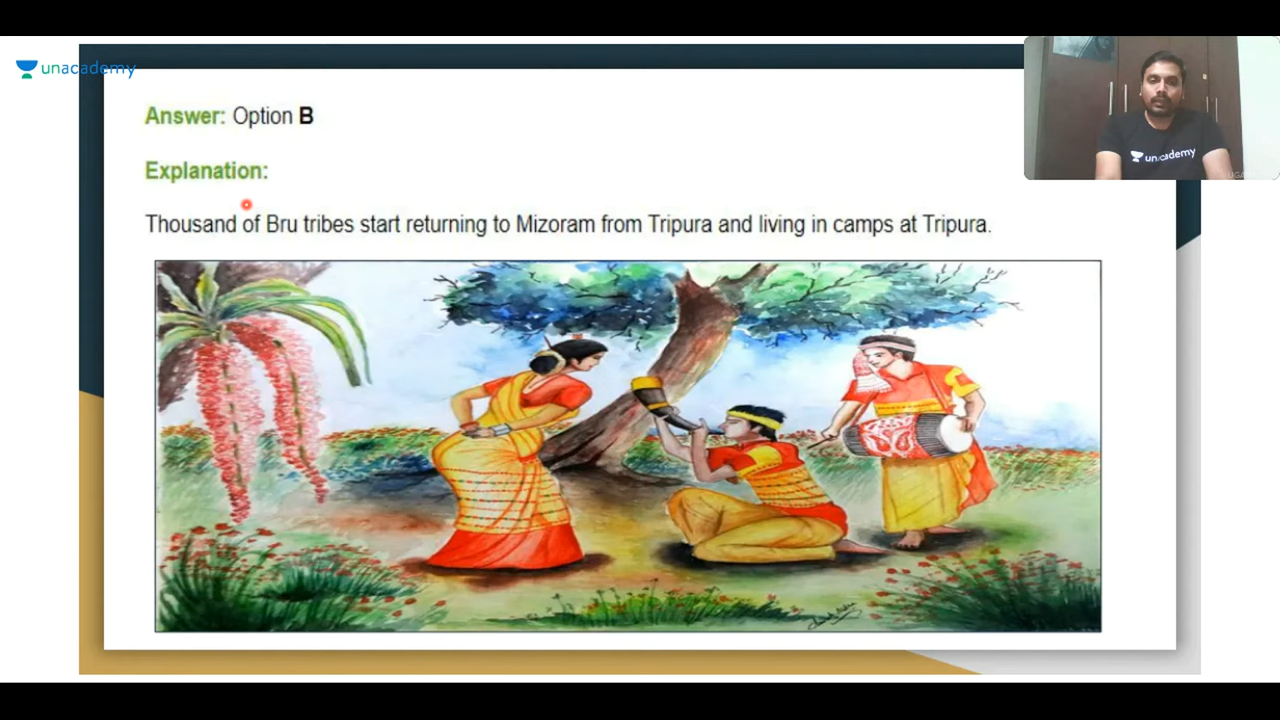 unacademy
Answer: Option B
Explanation:
Thousand of Bru tribes start returning to Mizoram from Tripura and living in camps at Tripura.
unacademy